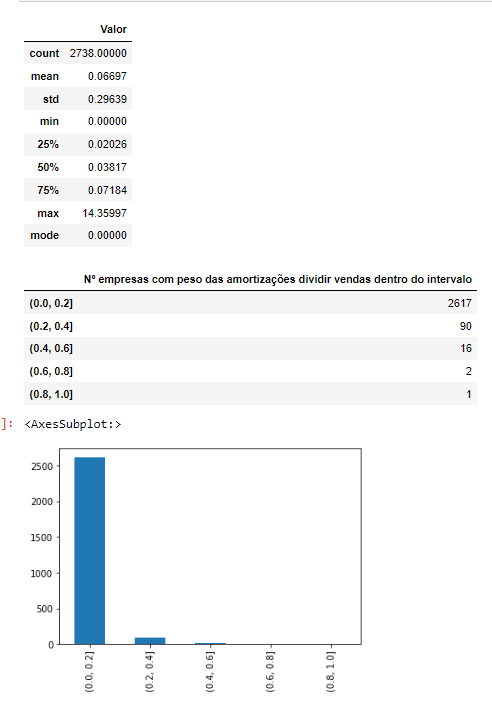 Valor
count 2738.00000
mean 0.06697
std 0.29639
min 0.00000
25% 0.02026
50% 0.03817
75% 0.07184
max 14.35997
mode 0.00000
Nº empresas com peso das amortizações dividir vendas dentro do intervalo
(0.0, 0.2] 2617
(0.2, 0.4] 90
(0.4, 0.6] 16
(0.6, 0.8] 2
(0.8, 1.0] 1
]: <AxesSubplot:>
2500
2000
1500
1000
500
0
(0.0, 0.2]
(0.2, 0.4]
(0.4, 0.6]
(0.6, 0.8]
(0.8, 1.0]